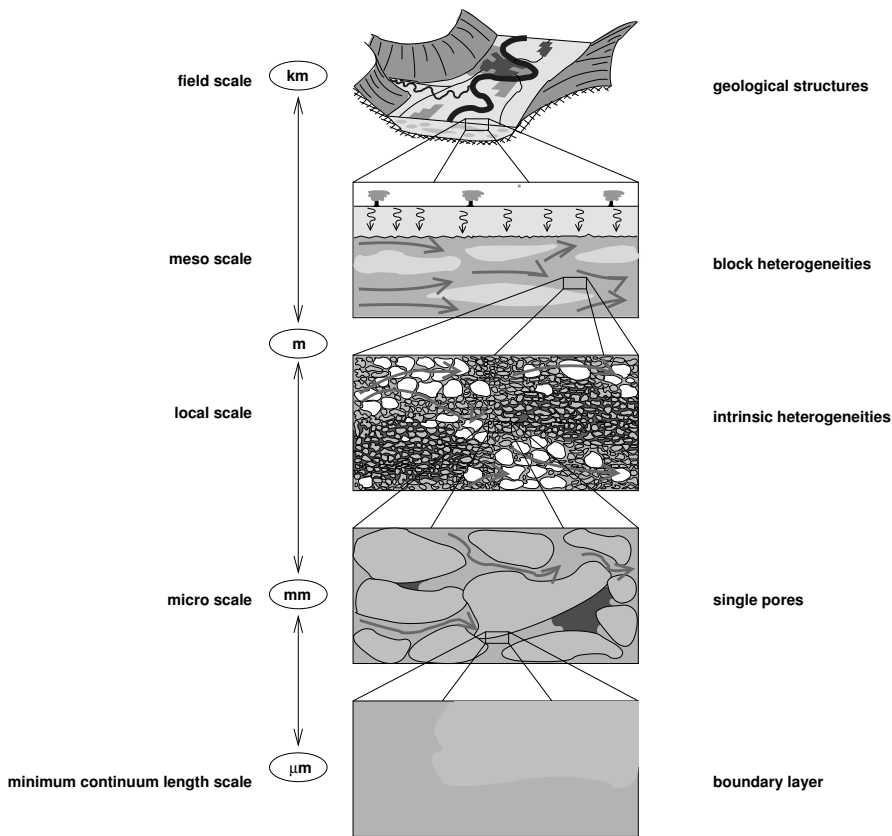 field scale
km
geological structures
meso scale
block heterogeneities
m
local scale
intrinsic heterogeneities
micro scale
mm
single pores
minimum continuum length scale
μm
boundary layer